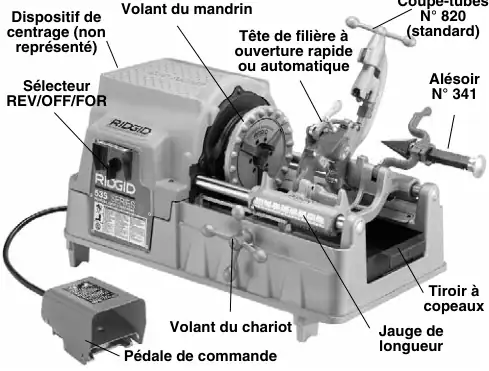 Dispositif de
centrage (non
représenté)
Volant du mandrin
Coupe-tubes
N° 820
(standard)
Tête de filière à
ouverture rapide
ou automatique
Sélecteur
REV/OFF/FOR
Alésoir
N° 341
RIDGID
RIDGID
535 SERIES
Tiroir à
copeaux
Volant du chariot
Jauge de
longueur
Pédale de commande